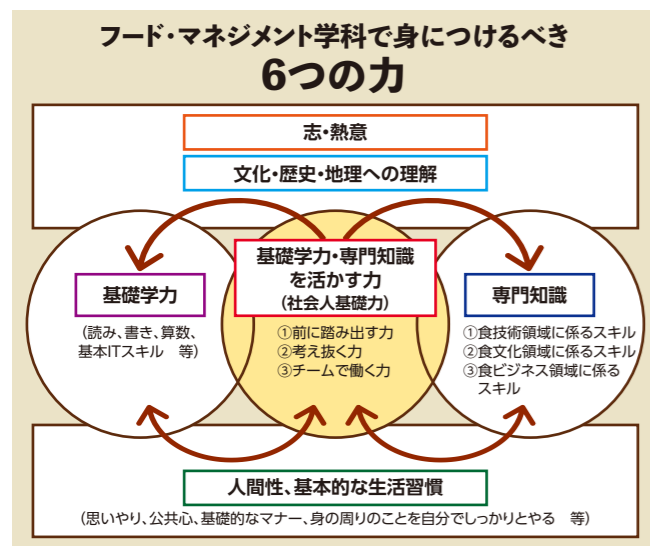 フード・マネジメント学科で身につけるべき
6つの力
志・熱意
文化・歴史・地理への理解
基礎学力
(読み、書き、算数、
基本ITスキル　等)
基礎学力・専門知識
を活かす力
(社会人基礎力)
①前に踏み出す力
②考え抜く力
③チームで働く力
専門知識
①食技術領域に係るスキル
②食文化領域に係るスキル
③食ビジネス領域に係る
スキル
人間性、基本的な生活習慣
(思いやり、公共心、基礎的なマナー、身の周りのことを自分でしっかりとやる　等)